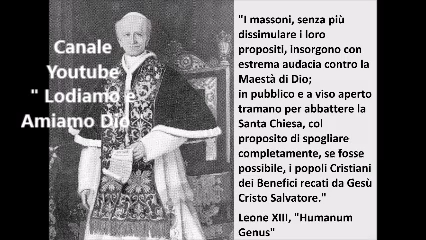 Canale
Youtube
" Lodiamo e
Amiamo Dio
"I massoni, senza più
dissimulare i loro
propositi, insorgono con
estrema audacia contro la
Maestà di Dio;
in pubblico e a viso aperto
tramano per abbattere la
Santa Chiesa, col
proposito di spogliare
completamente, se fosse
possibile, i popoli Cristiani
dei Benefici recati da Gesù
Cristo Salvatore."
Leone XIII, "Humanum
Genus"